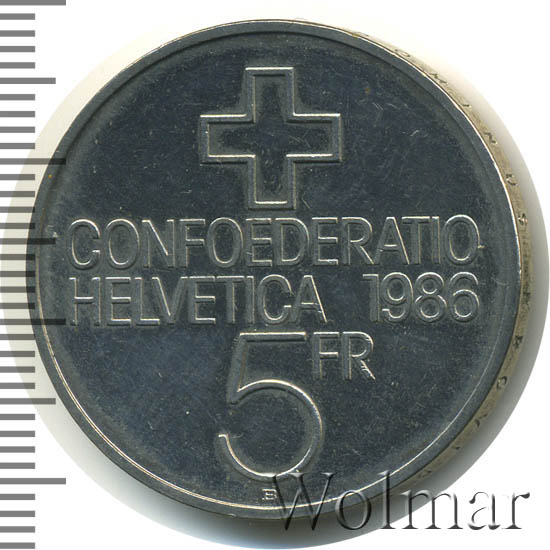 CONFOEDERATIO
HELVETICA 1986
5 FR
B
Wolmar